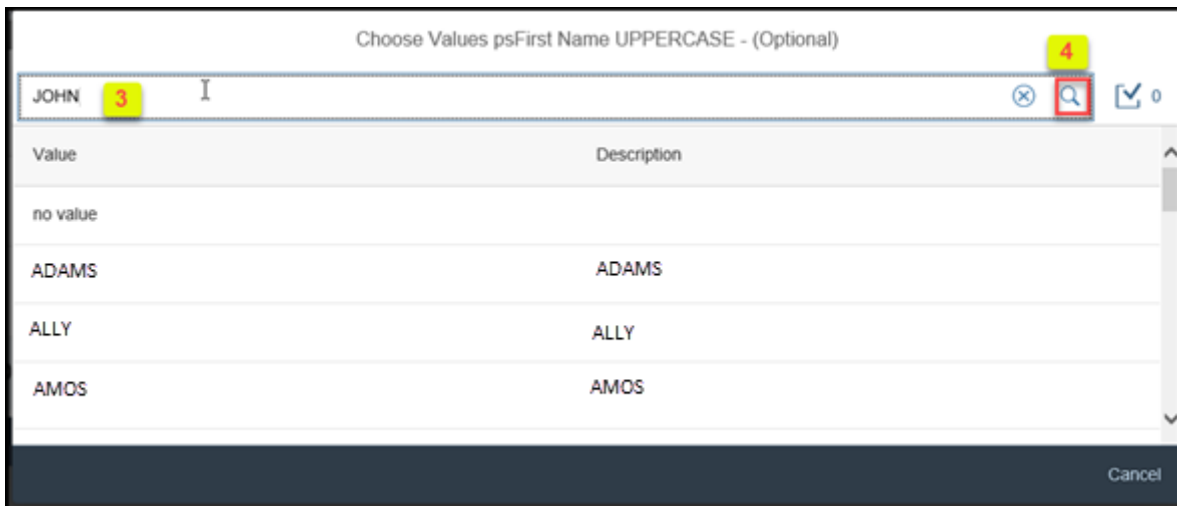 Choose Values psFirst Name UPPERCASE - (Optional)
4
JOHN 3 0
Value Description
no value
ADAMS ADAMS
ALLY ALLY
AMOS AMOS
Cancel